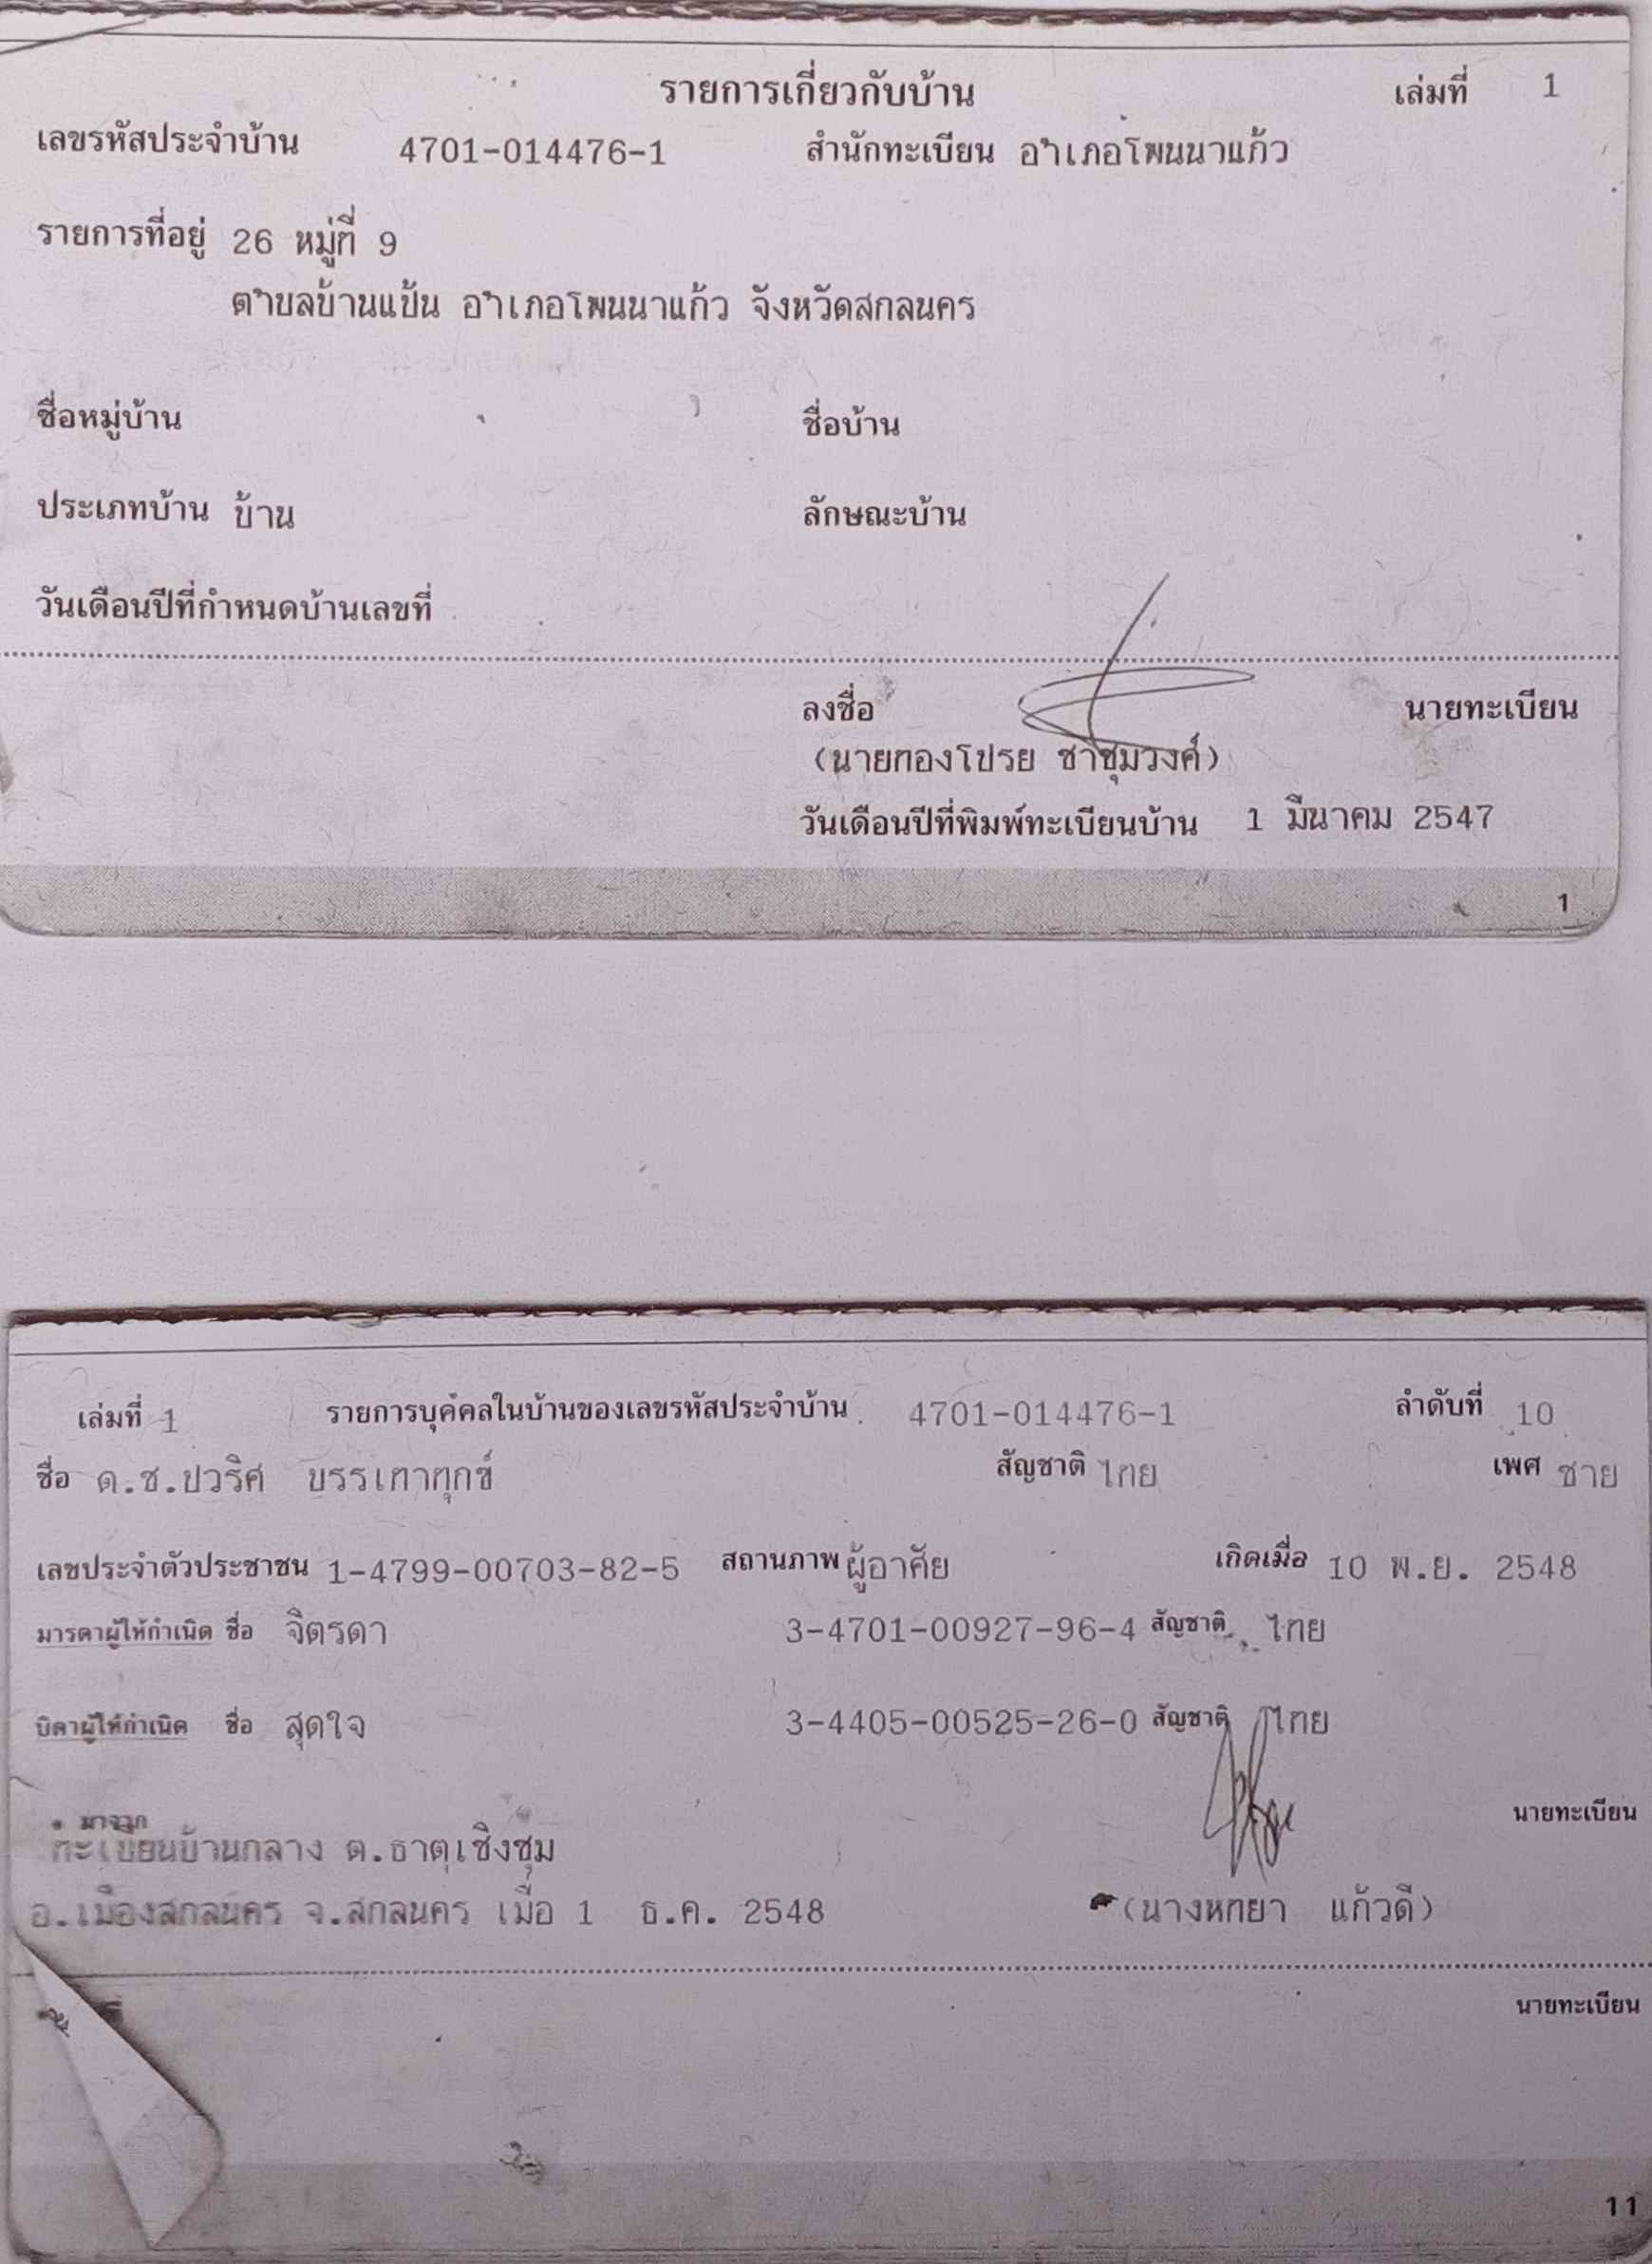 รายการเกี่ยวกับบ้าน เล่มที่ 1
เลขรหัสประจำบ้าน 4701-014476-1 สำนักทะเบียน อำเภอโพนนาแก้ว
รายการที่อยู่ 26 หมู่ที่ 9
ตำบลบ้านแป้น อำเภอโพนนาแก้ว จังหวัดสกลนคร
ชื่อหมู่บ้าน ชื่อบ้าน
ประเภทบ้าน บ้าน ลักษณะบ้าน
วันเดือนปีที่กำหนดบ้านเลขที่
ลงชื่อ นายทะเบียน
(นายทองโปรย ชาชุมวงศ์)
วันเดือนปีที่พิมพ์ทะเบียนบ้าน 1 มีนาคม 2547
1
เล่มที่ 1 รายการบุคคลในบ้านของเลขรหัสประจำบ้าน 4701-014476-1 ลำดับที่ 10
ชื่อ ด.ช.ปวริศ บรรเทาทุกข์ สัญชาติ ไทย เพศ ชาย
เลขประจำตัวประชาชน 1-4799-00703-82-5 สถานภาพ ผู้อาศัย เกิดเมื่อ 10 พ.ย. 2548
มารดาผู้ให้กำเนิด ชื่อ จิตรดา 3-4701-00927-96-4 สัญชาติ ไทย
บิดาผู้ให้กำเนิด ชื่อ สุดใจ 3-4405-00525-26-0 สัญชาติ ไทย
มาจาก นายทะเบียน
ทะเบียนบ้านกลาง ต.ธาตุเชิงชุม
อ.เมืองสกลนคร จ.สกลนคร เมื่อ 1 ธ.ค. 2548 (นางหทยา แก้วดี)
นายทะเบียน
11